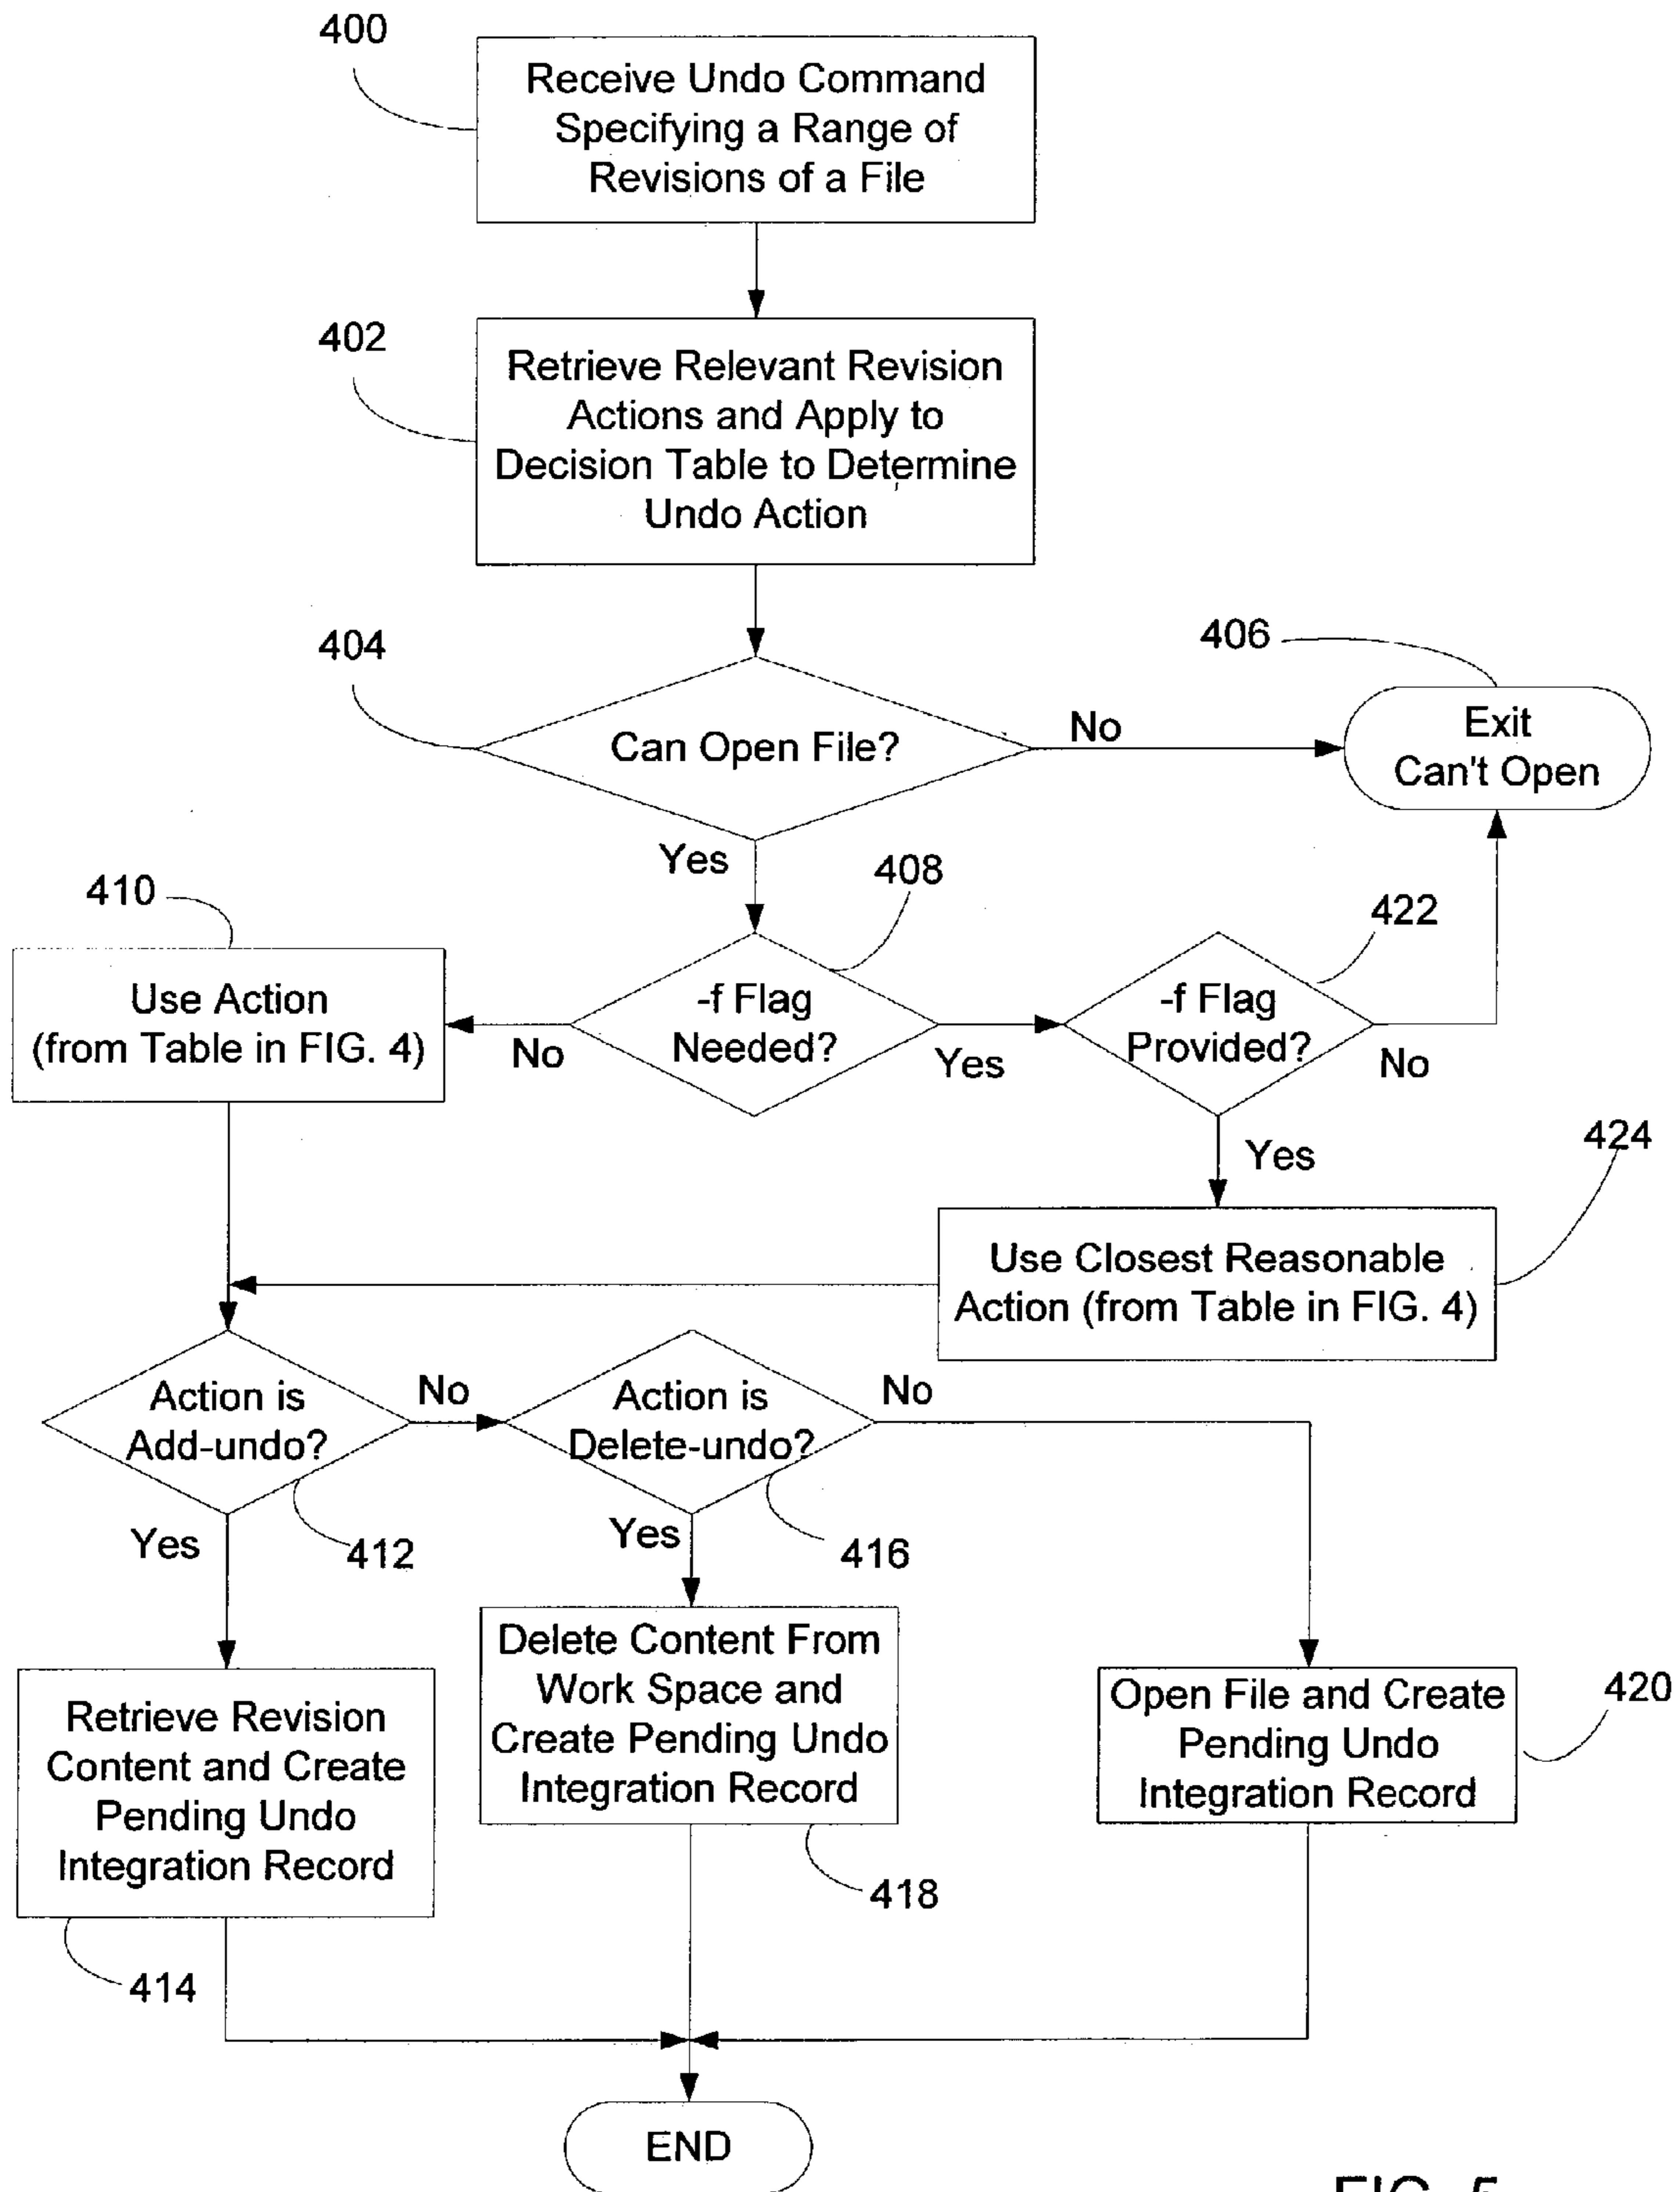 400
Receive Undo Command
Specifying a Range of
Revisions of a File
402
Retrieve Relevant Revision
Actions and Apply to
Decision Table to Determine
Undo Action
404
Can Open File?
No
406
Exit
Can't Open
Yes
408
410
Use Action
(from Table in FIG. 4)
No
-f Flag
Needed?
Yes
422
-f Flag
Provided?
No
Yes
424
Use Closest Reasonable
Action (from Table in FIG. 4)
Action is
Add-undo?
No
Action is
Delete-undo?
No
Yes
412
Yes
416
Retrieve Revision
Content and Create
Pending Undo
Integration Record
414
Delete Content From
Work Space and
Create Pending Undo
Integration Record
418
Open File and Create
Pending Undo
Integration Record
420
END
FIG. 5